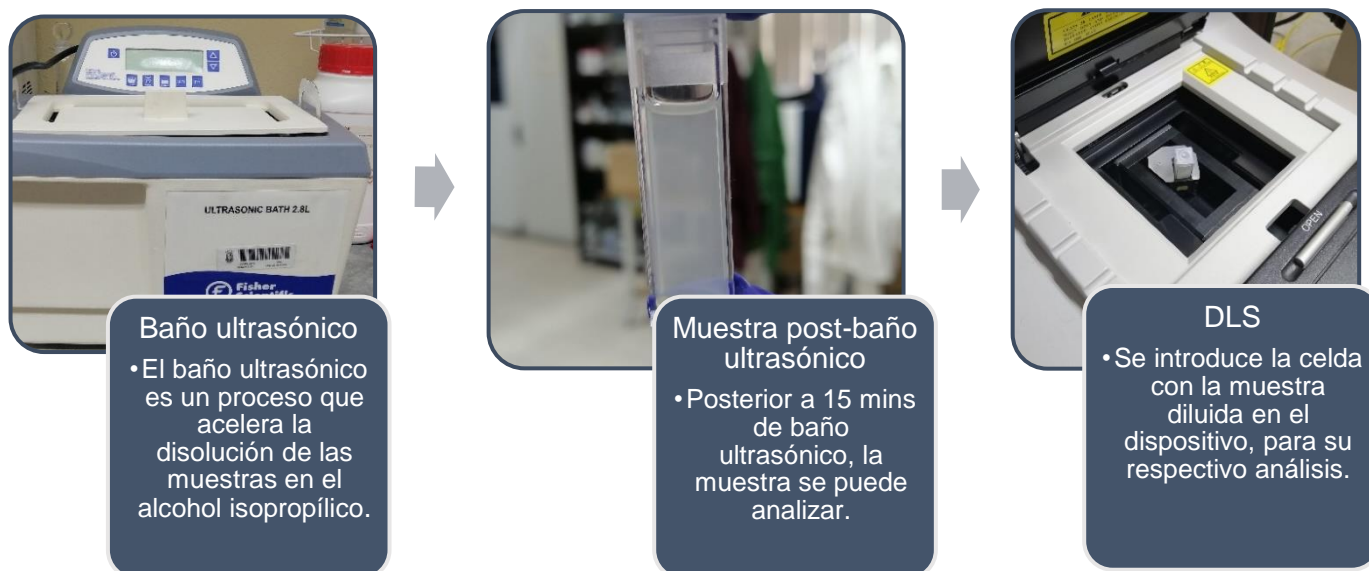 ULTRASONIC BATH 2.8L
Fisher
Scientific
OPEN
Baño ultrasónico
•El baño ultrasónico
es un proceso que
acelera la
disolución de las
muestras en el
alcohol isopropílico.
Muestra post-baño
ultrasónico
•Posterior a 15 mins
de baño
ultrasónico, la
muestra se puede
analizar.
DLS
•Se introduce la celda
con la muestra
diluida en el
dispositivo, para su
respectivo análisis.